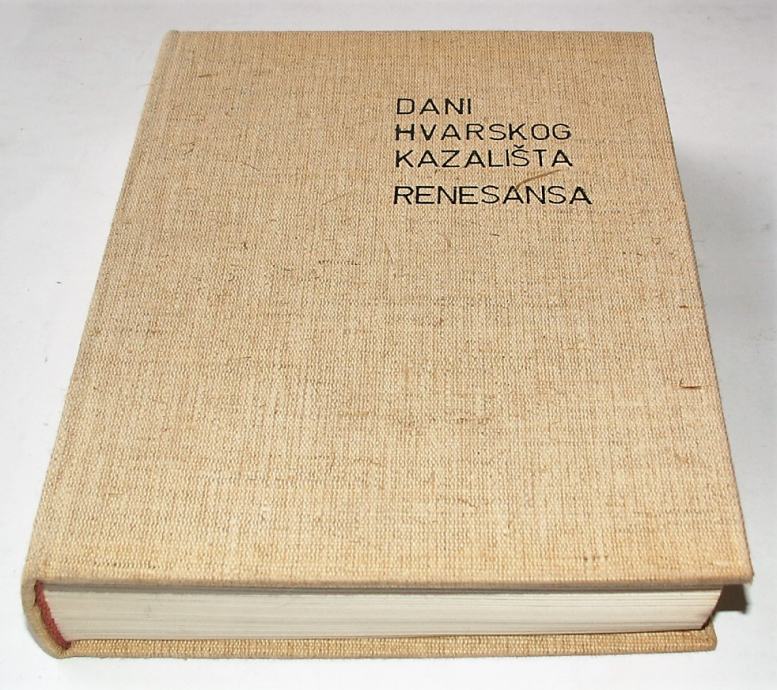 DANI
HVARSKOG
KAZALIŠTA
RENESANSA